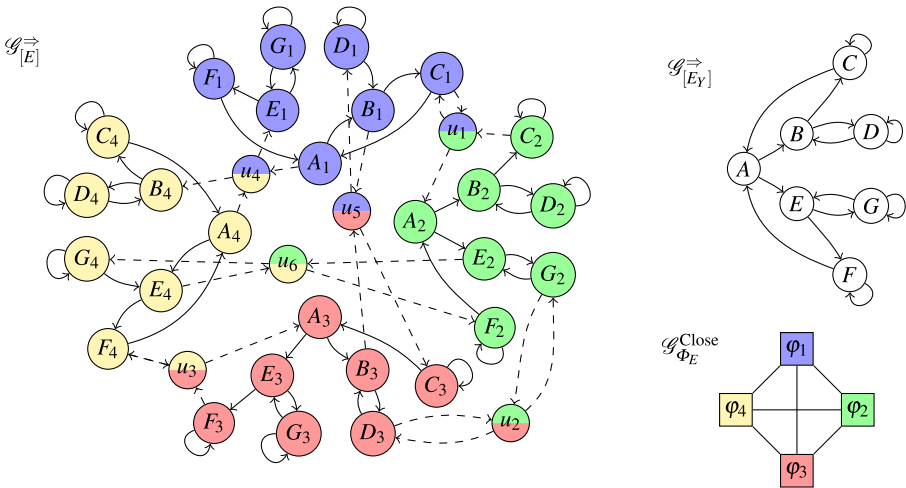 𝒢⇒[E]
G1
D1
F1
C1
E1
B1
C4
u1
C2
A1
u4
D4
B4
B2
D2
u5
A2
A4
G4
u6
E2
G2
E4
A3
F2
F4
u3
E3
B3
C3
F3
G3
D3
u2
𝒢⇒[EY]
C
B
D
A
E
G
F
𝒢Close ΦE
φ1
φ4
φ2
φ3